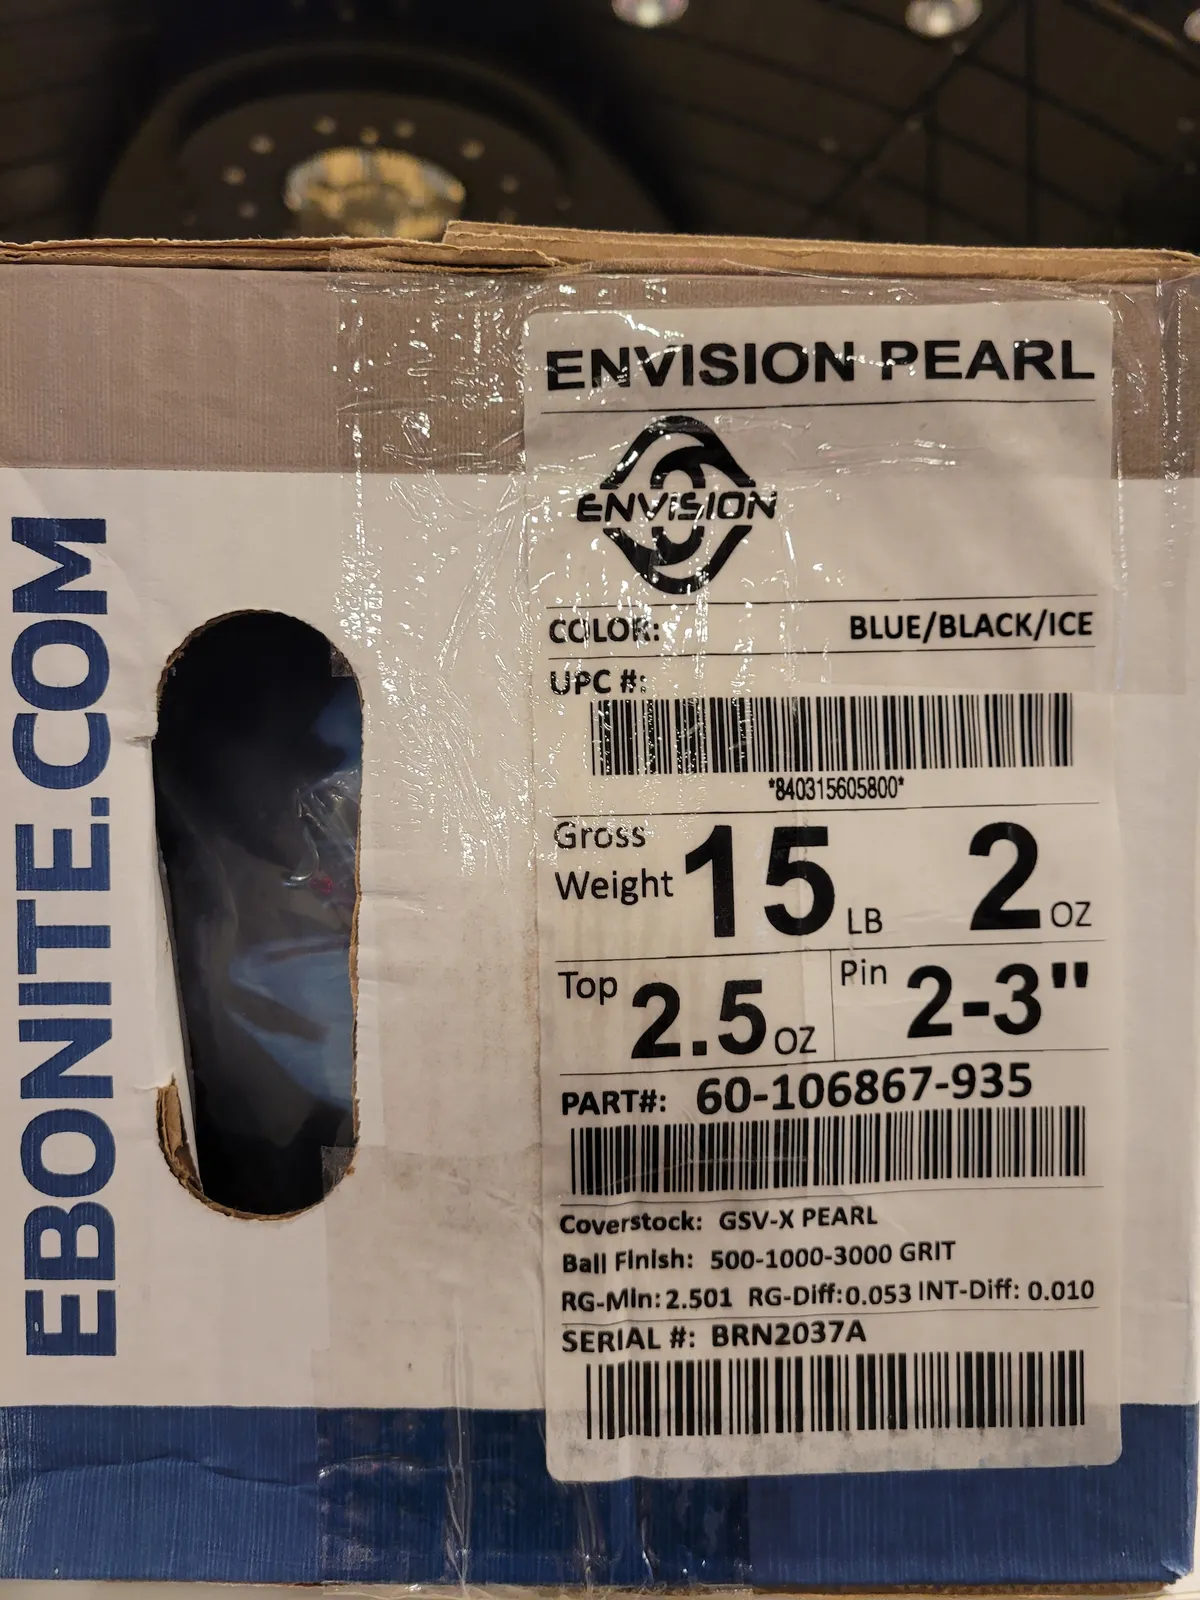 EBONITE.COM
ENVISION PEARL
ENVISION
COLOR: BLUE/BLACK/ICE
UPC #:
*840315605800*
Gross Weight 15 LB 2 OZ
Top 2.5 OZ Pin 2-3"
PART#: 60-106867-935
Coverstock: GSV-X PEARL
Ball Finish: 500-1000-3000 GRIT
RG-Min: 2.501 RG-Diff: 0.053 INT-Diff: 0.010
SERIAL #: BRN2037A